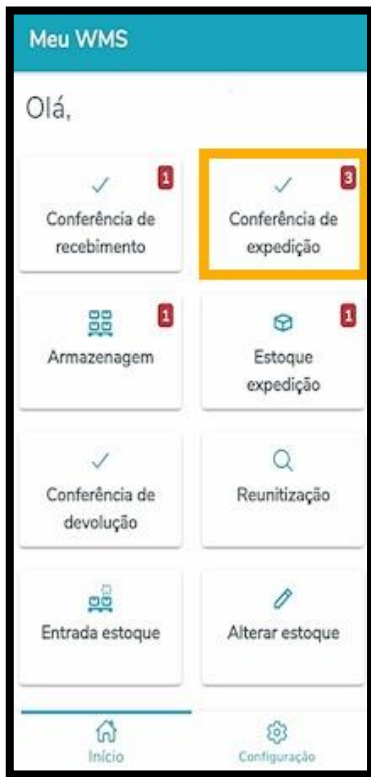 Meu WMS
Olá,
1
Conferência de
recebimento
3
Conferência de
expedição
1
Armazenagem
1
Estoque
expedição
Conferência de
devolução
Reunitização
Entrada estoque
Alterar estoque
Início
Configuração